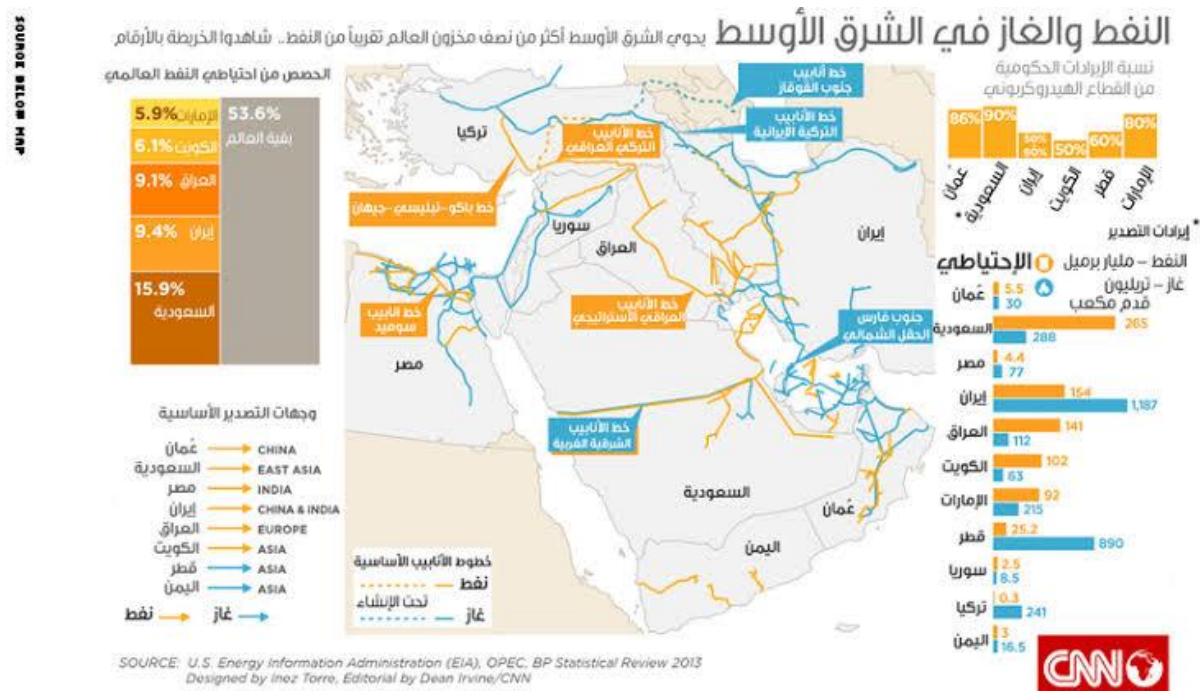 SOURCE BELOW MAP
النفط والغاز في الشرق الأوسط
يحوي الشرق الأوسط أكثر من نصف مخزون العالم تقريباً من النفط.. شاهدوا الخريطة بالأرقام
الحصص من احتياطي النفط العالمي
5.9% الإمارات
53.6%
بقية العالم
6.1% الكويت
9.1% العراق
9.4% إيران
15.9%
السعودية
وجهات التصدير الأساسية
عُمان CHINA
السعودية EAST ASIA
مصر INDIA
إيران CHINA & INDIA
العراق EUROPE
الكويت ASIA
قطر ASIA
اليمن ASIA
غاز
نفط
خط أنابيب
جنوب القوقاز
خط الأنابيب
التركية الإيرانية
خط الأنابيب
التركي العراقي
خط باكو-تبليسي-جيهان
خط أنابيب
سوميد
خط الأنابيب
العراقي الاستراتيجي
جنوب فارس
الحقل الشمالي
خط الأنابيب
الشرقية الغربية
تركيا
سوريا
العراق
إيران
مصر
السعودية
عُمان
اليمن
خطوط الأنابيب الأساسية
نفط
تحت الإنشاء
غاز
نسبة الإيرادات الحكومية
من القطاع الهيدروكربوني
86%
90%
50%
60%
50%
60%
80%
عُمان
السعودية *
إيران
الكويت
قطر
الإمارات
* إيرادات التصدير
الإحتياطي
النفط – مليار برميل
غاز – تريليون
قدم مكعب
عُمان 5.5 30
السعودية 265 288
مصر 4.4 77
إيران 154 1,187
العراق 141 112
الكويت 102 63
الإمارات 92 215
قطر 25.2 890
سوريا 2.5 8.5
تركيا 0.3 241
اليمن 3 16.5
SOURCE: U.S. Energy Information Administration (EIA), OPEC, BP Statistical Review 2013
Designed by Inez Torre, Editorial by Dean Irvine/CNN
CNN